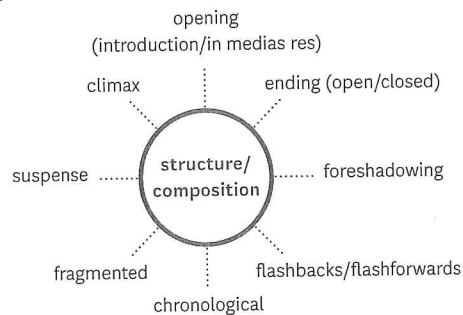 opening
(introduction/in medias res)
climax
ending (open/closed)
suspense
structure/
composition
foreshadowing
fragmented
flashbacks/flashforwards
chronological